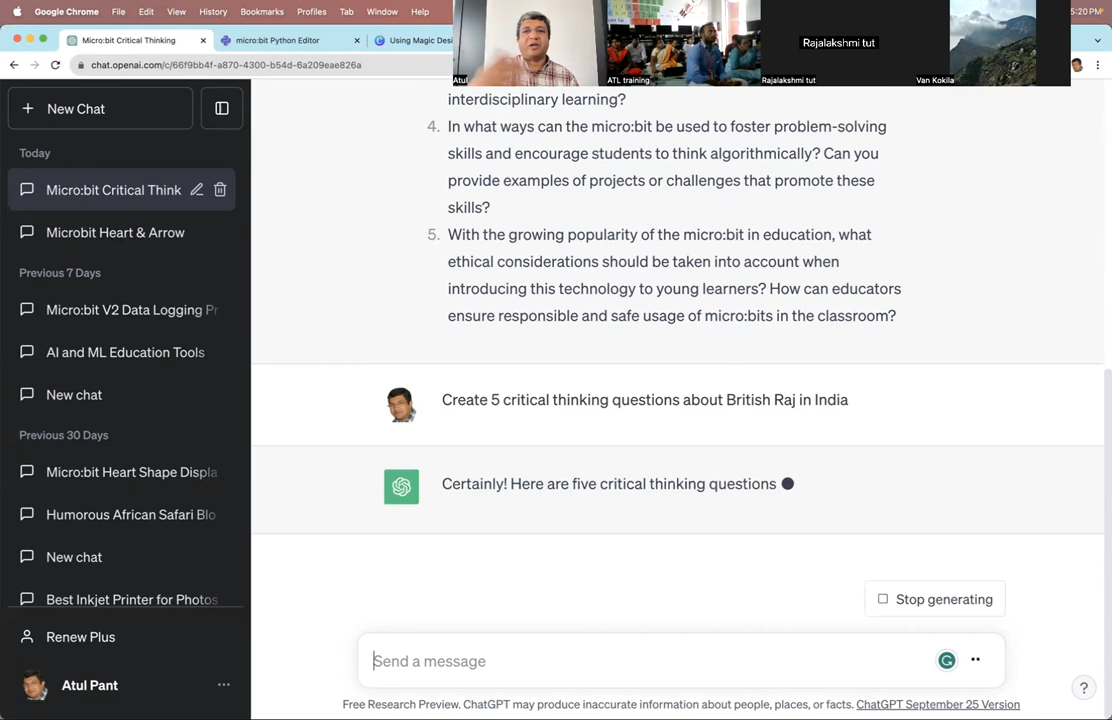 Google Chrome File Edit View History Bookmarks Profiles Tab Window Help
5:20 PM
Micro:bit Critical Thinking
micro:bit Python Editor
Using Magic Des
chat.openai.com/c/66f9bb4f-a870-4300-b54d-6a209eae826a
Atul
ATL training
Rajalakshmi tut
Rajalakshmi tut
Van Kokila
New Chat
Today
Micro:bit Critical Think
Microbit Heart & Arrow
Previous 7 Days
Micro:bit V2 Data Logging Pr
AI and ML Education Tools
New chat
Previous 30 Days
Micro:bit Heart Shape Displa
Humorous African Safari Blo
New chat
Best Inkjet Printer for Photos
Renew Plus
Atul Pant
interdisciplinary learning?
4. In what ways can the micro:bit be used to foster problem-solving
skills and encourage students to think algorithmically? Can you
provide examples of projects or challenges that promote these
skills?
5. With the growing popularity of the micro:bit in education, what
ethical considerations should be taken into account when
introducing this technology to young learners? How can educators
ensure responsible and safe usage of micro:bits in the classroom?
Create 5 critical thinking questions about British Raj in India
Certainly! Here are five critical thinking questions
Stop generating
Send a message
Free Research Preview. ChatGPT may produce inaccurate information about people, places, or facts. ChatGPT September 25 Version
?